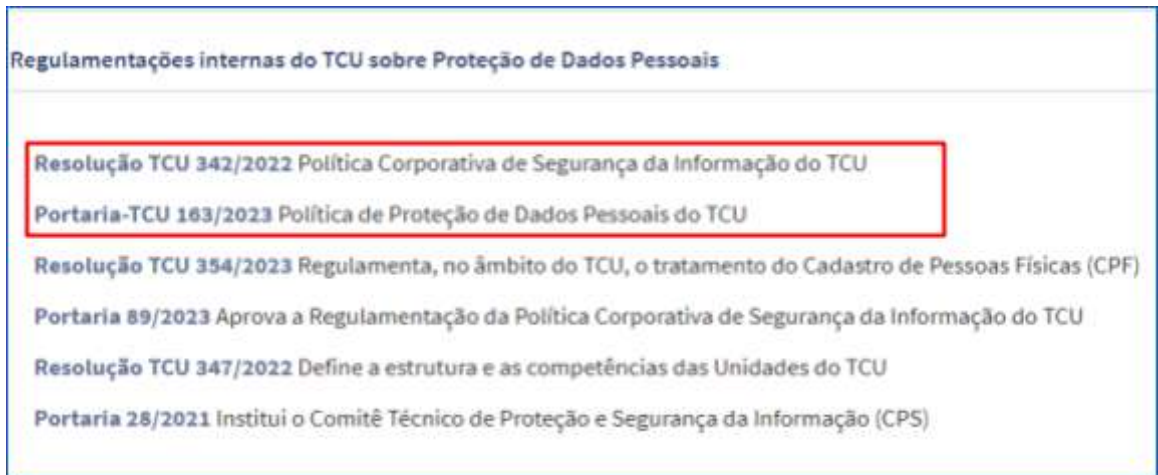 Regulamentações internas do TCU sobre Proteção de Dados Pessoais
Resolução TCU 342/2022 Política Corporativa de Segurança da Informação do TCU
Portaria-TCU 163/2023 Política de Proteção de Dados Pessoais do TCU
Resolução TCU 354/2023 Regulamenta, no âmbito do TCU, o tratamento do Cadastro de Pessoas Físicas (CPF)
Portaria 89/2023 Aprova a Regulamentação da Política Corporativa de Segurança da Informação do TCU
Resolução TCU 347/2022 Define a estrutura e as competências das Unidades do TCU
Portaria 28/2021 Institui o Comitê Técnico de Proteção e Segurança da Informação (CPS)